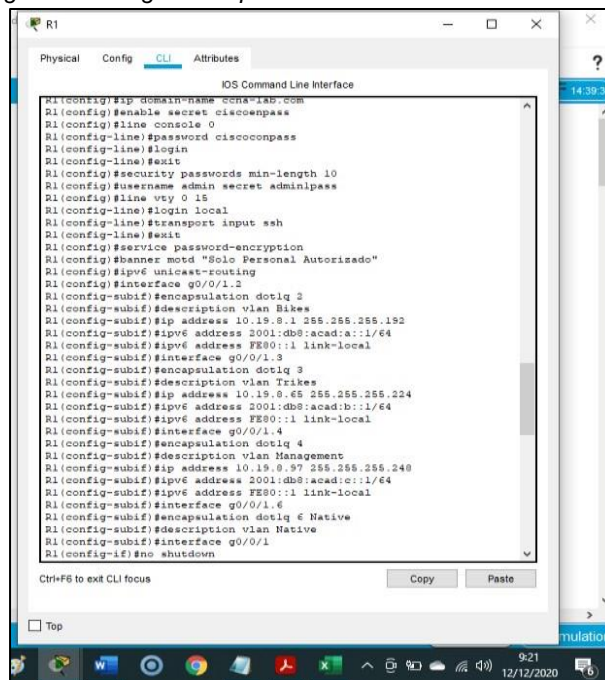 R1
Physical Config CLI Attributes
IOS Command Line Interface
R1(config)#ip domain-name ccna-lab.com
R1(config)#enable secret ciscoenpass
R1(config)#line console 0
R1(config-line)#password ciscoconpass
R1(config-line)#login
R1(config-line)#exit
R1(config)#security passwords min-length 10
R1(config)#username admin secret admin1pass
R1(config)#line vty 0 15
R1(config-line)#login local
R1(config-line)#transport input ssh
R1(config-line)#exit
R1(config)#service password-encryption
R1(config)#banner motd "Solo Personal Autorizado"
R1(config)#ipv6 unicast-routing
R1(config)#interface g0/0/1.2
R1(config-subif)#encapsulation dot1q 2
R1(config-subif)#description vlan Bikes
R1(config-subif)#ip address 10.19.8.1 255.255.255.192
R1(config-subif)#ipv6 address 2001:db8:acad:a::1/64
R1(config-subif)#ipv6 address FE80::1 link-local
R1(config-subif)#interface g0/0/1.3
R1(config-subif)#encapsulation dot1q 3
R1(config-subif)#description vlan Trikes
R1(config-subif)#ip address 10.19.8.65 255.255.255.224
R1(config-subif)#ipv6 address 2001:db8:acad:b::1/64
R1(config-subif)#ipv6 address FE80::1 link-local
R1(config-subif)#interface g0/0/1.4
R1(config-subif)#encapsulation dot1q 4
R1(config-subif)#description vlan Management
R1(config-subif)#ip address 10.19.8.97 255.255.255.248
R1(config-subif)#ipv6 address 2001:db8:acad:c::1/64
R1(config-subif)#ipv6 address FE80::1 link-local
R1(config-subif)#interface g0/0/1.6
R1(config-subif)#encapsulation dot1q 6 Native
R1(config-subif)#description vlan Native
R1(config-subif)#interface g0/0/1
R1(config-if)#no shutdown
Ctrl+F6 to exit CLI focus
Copy Paste
Top
?
14:39:3
mulation
9:21
12/12/2020
6